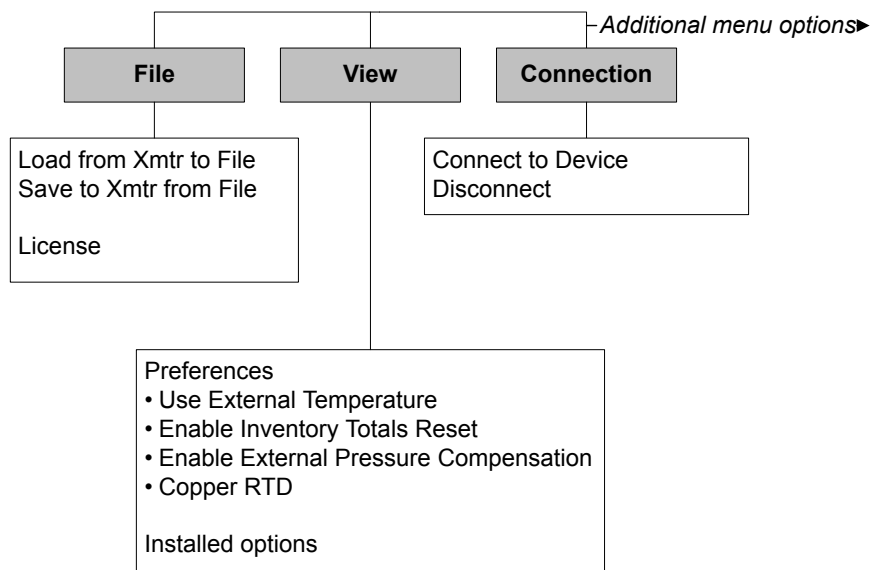 Additional menu options
File
View
Connection
Load from Xmtr to File
Save to Xmtr from File
License
Connect to Device
Disconnect
Preferences
• Use External Temperature
• Enable Inventory Totals Reset
• Enable External Pressure Compensation
• Copper RTD
Installed options